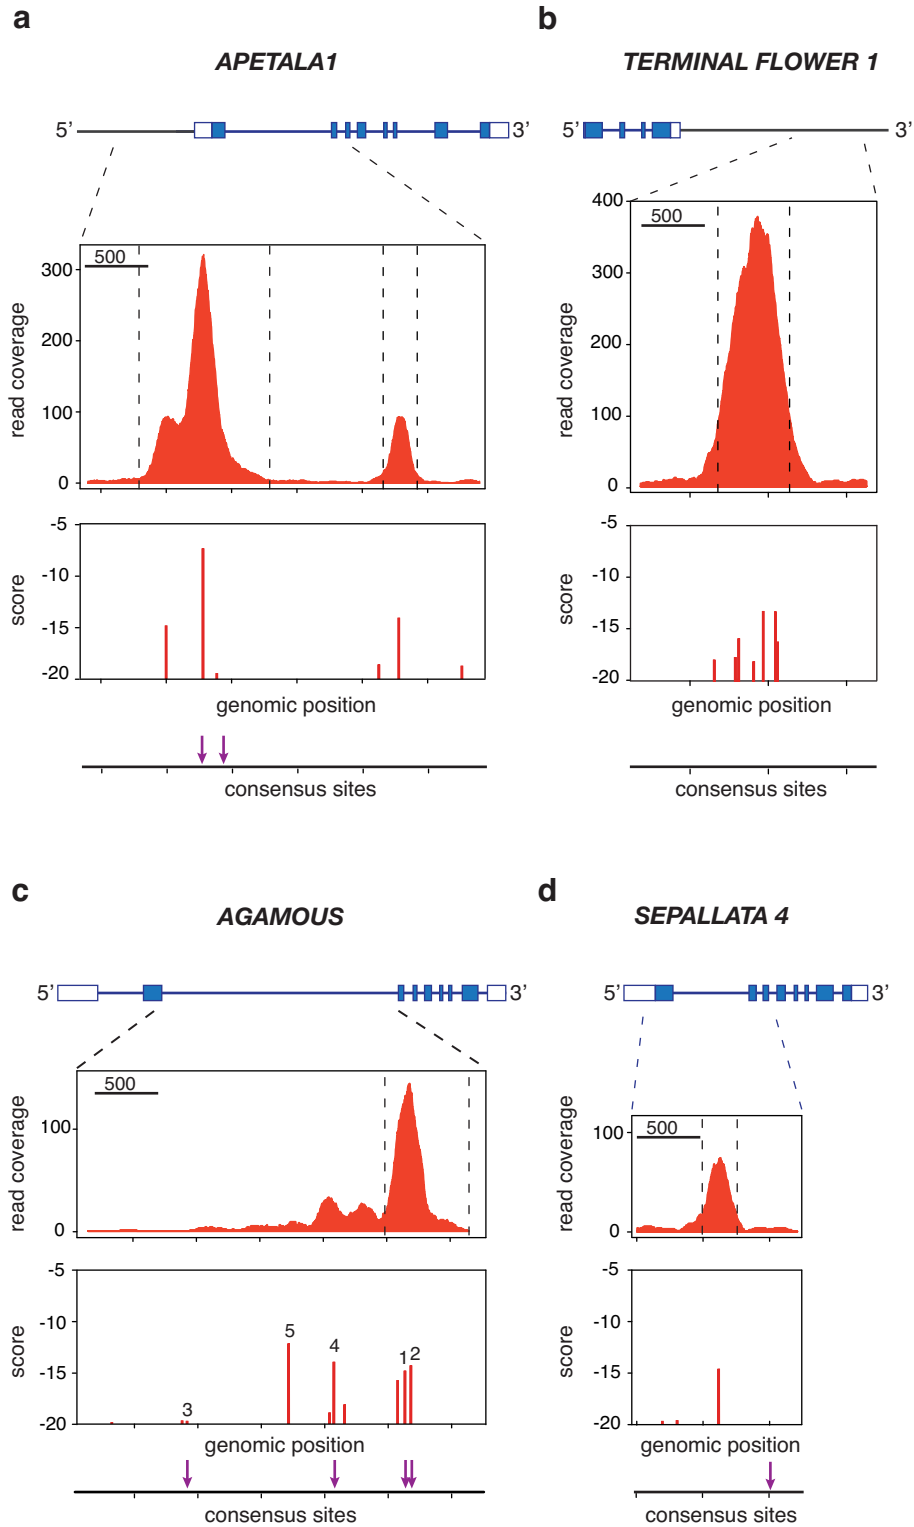 a
APETALA1
5’ 3’
500
read coverage
300
200
100
0
score
-5
-10
-15
-20
genomic position
consensus sites
b
TERMINAL FLOWER 1
5’ 3’
500
read coverage
400
300
200
100
0
score
-5
-10
-15
-20
genomic position
consensus sites
c
AGAMOUS
5’ 3’
500
read coverage
100
0
score
-5
-10
-15
-20
3 5 4 1 2
genomic position
consensus sites
d
SEPALLATA 4
5’ 3’
500
read coverage
100
0
score
-5
-10
-15
-20
genomic position
consensus sites